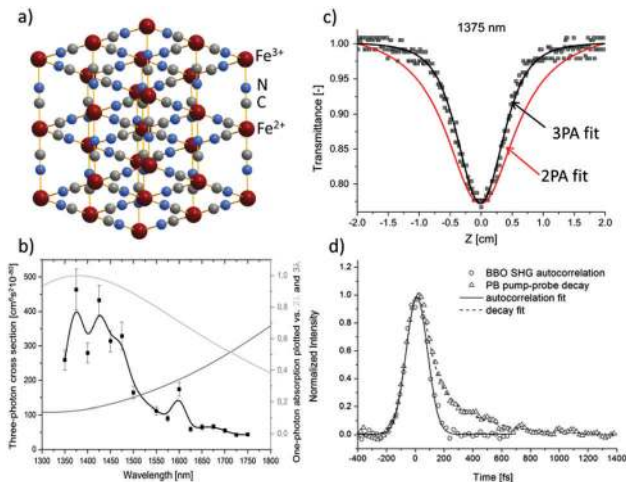 a)
Fe3+
N
C
Fe2+
b)
Three-photon cross section [cm⁶s²10⁻⁸⁰]
500
400
300
200
100
0
1,0
0,8
0,6
0,4
0,2
0,0
One-photon absorption plotted vs. 2λ and 3λ
1300 1350 1400 1450 1500 1550 1600 1650 1700 1750 1800
Wavelength [nm]
c)
1375 nm
Transmittance [-]
1.00
0.95
0.90
0.85
0.80
3PA fit
2PA fit
-2.0 -1.5 -1.0 -0.5 0.0 0.5 1.0 1.5 2.0
Z [cm]
d)
Normalized Intensity
1.0
0.8
0.6
0.4
0.2
0.0
BBO SHG autocorrelation
PB pump-probe decay
autocorrelation fit
decay fit
-400 -200 0 200 400 600 800 1000 1200 1400
Time [fs]